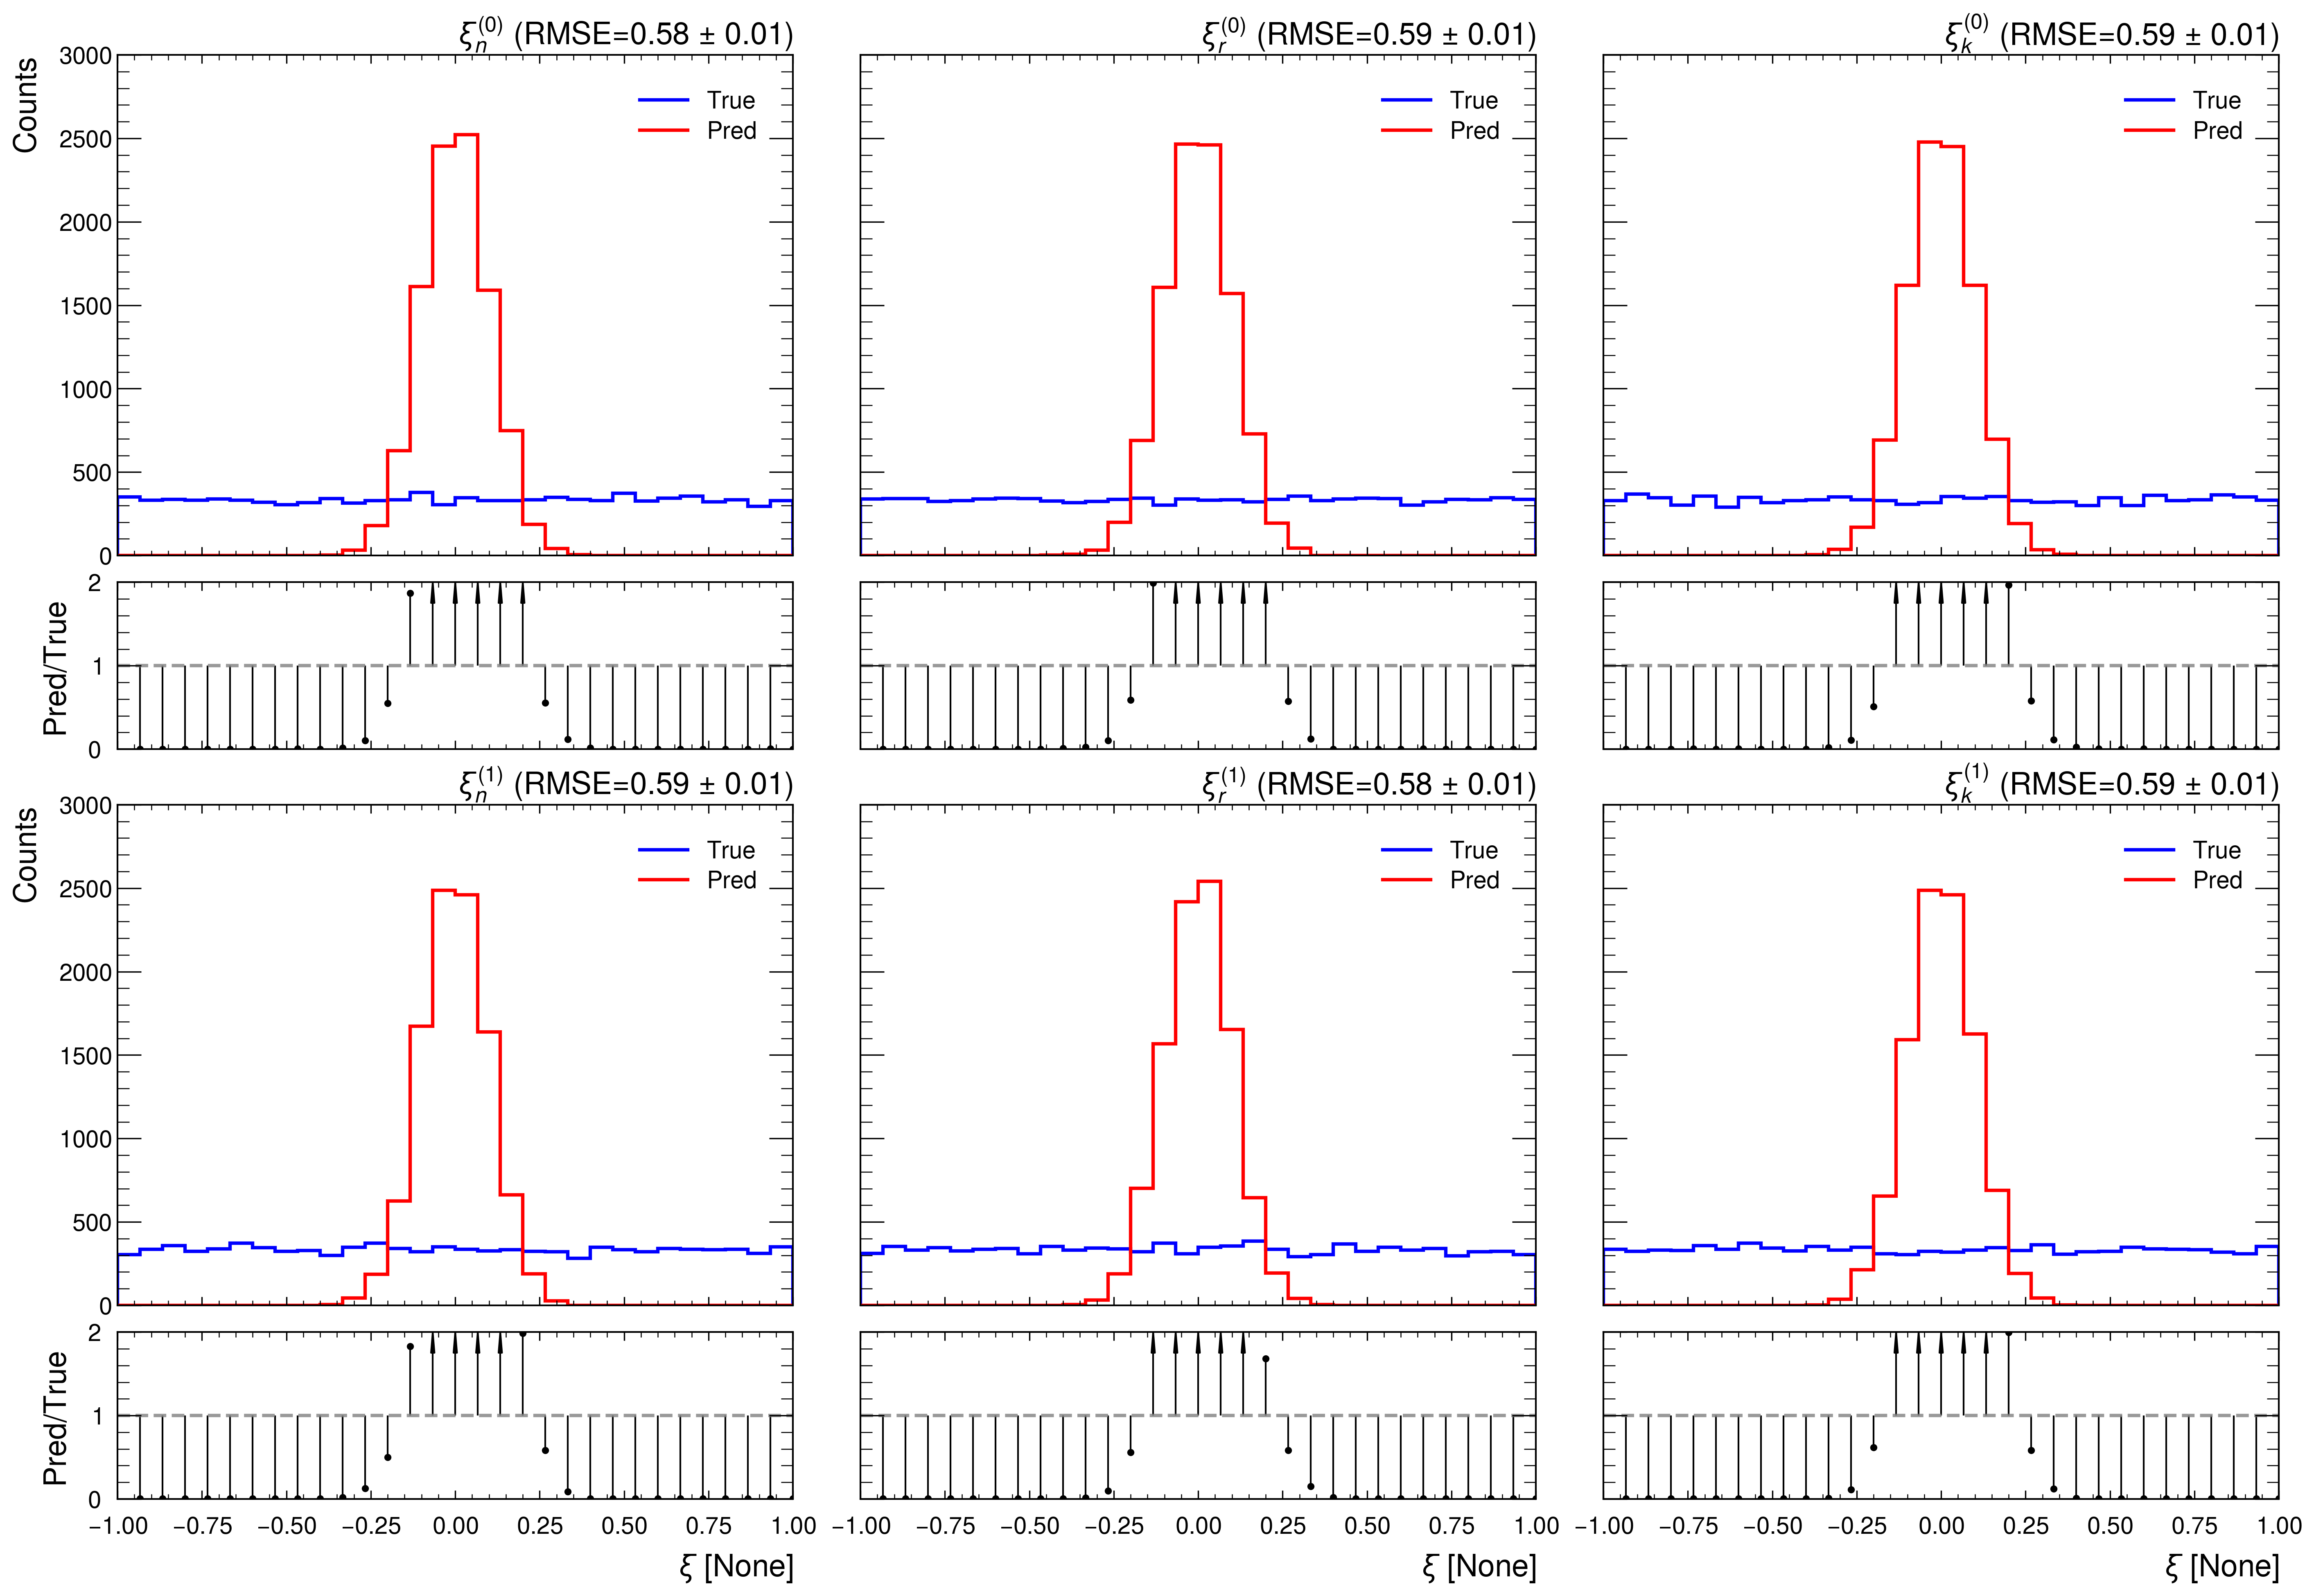 ξₙ⁽⁰⁾ (RMSE=0.58 ± 0.01)
ξᵣ⁽⁰⁾ (RMSE=0.59 ± 0.01)
ξₖ⁽⁰⁾ (RMSE=0.59 ± 0.01)
Counts
3000
2500
2000
1500
1000
500
0
True
Pred
True
Pred
True
Pred
Pred/True
2
1
0
ξₙ⁽¹⁾ (RMSE=0.59 ± 0.01)
ξᵣ⁽¹⁾ (RMSE=0.58 ± 0.01)
ξₖ⁽¹⁾ (RMSE=0.59 ± 0.01)
Counts
3000
2500
2000
1500
1000
500
0
True
Pred
True
Pred
True
Pred
Pred/True
2
1
0
−1.00 −0.75 −0.50 −0.25 0.00 0.25 0.50 0.75 1.00
−1.00 −0.75 −0.50 −0.25 0.00 0.25 0.50 0.75 1.00
−1.00 −0.75 −0.50 −0.25 0.00 0.25 0.50 0.75 1.00
ξ [None]
ξ [None]
ξ [None]